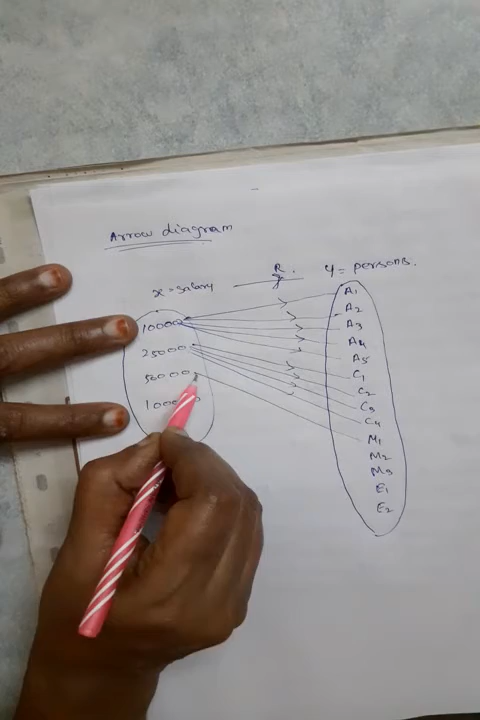 Arrow diagram
x = salary
R
y = persons.
10000
25000
50000
A1
A2
A3
A4
A5
C1
C2
C3
C4
M1
M2
M3
E1
E2